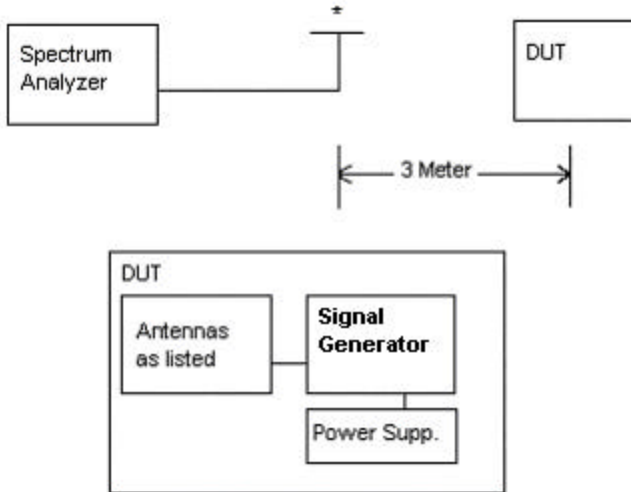 *
Spectrum
Analyzer
DUT
3 Meter
DUT
Antennas
as listed
Signal
Generator
Power Supp.